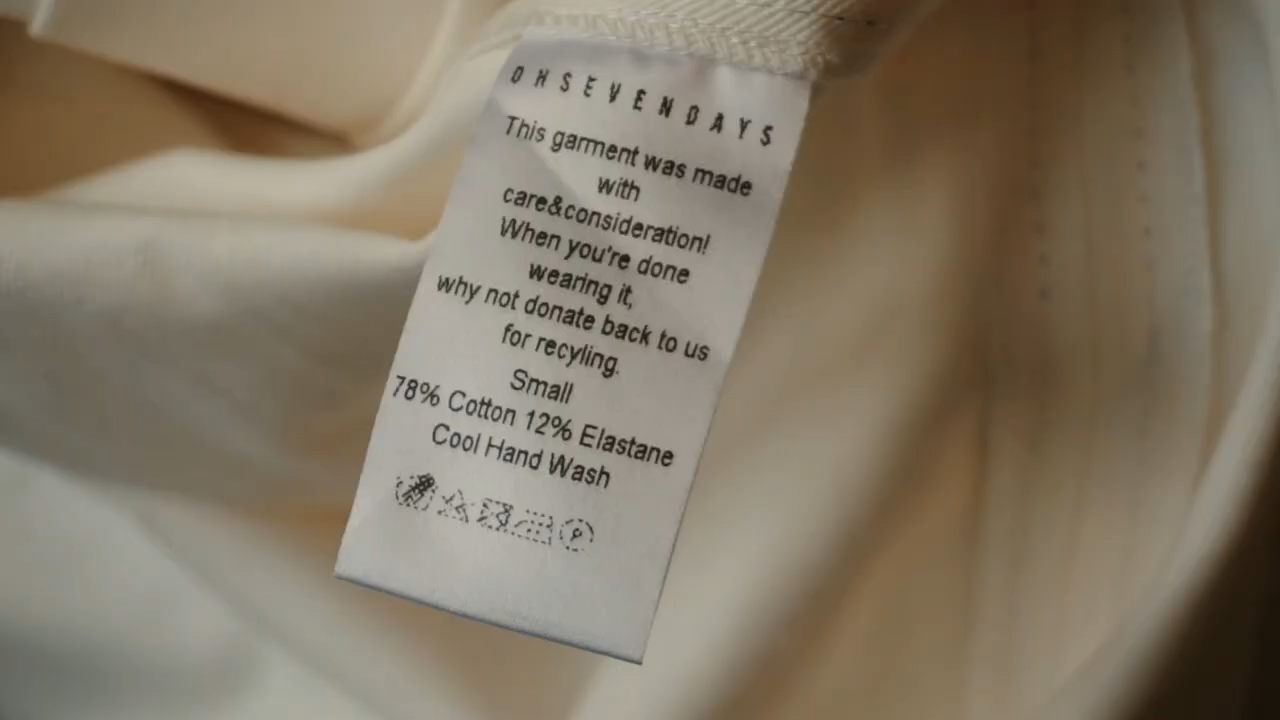 OHSEVENDAYS
This garment was made
with
care&consideration!
When you're done
wearing it,
why not donate back to us
for recyling.
Small
78% Cotton 12% Elastane
Cool Hand Wash
P